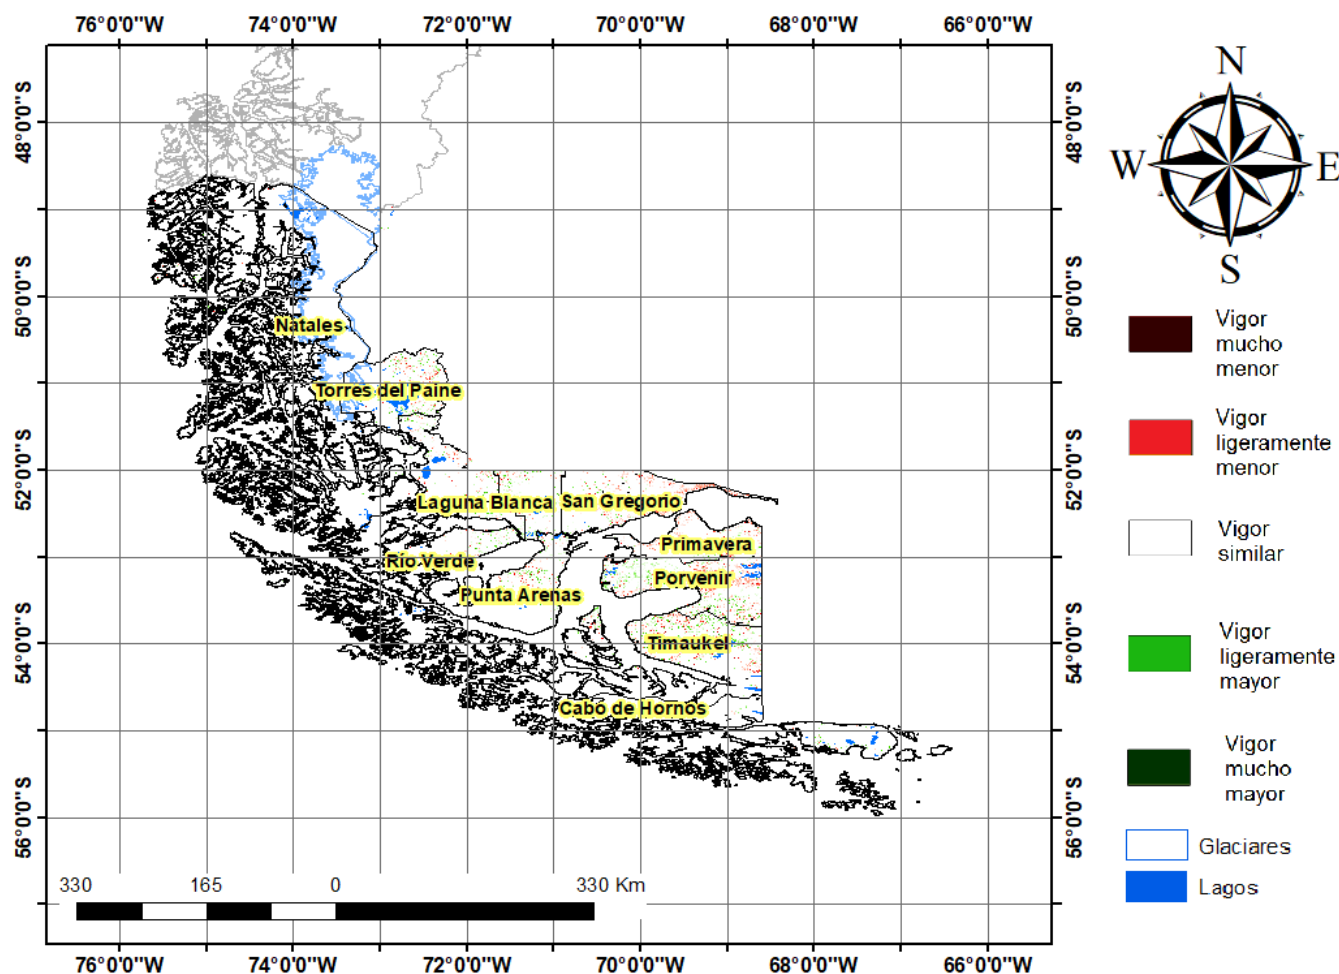 76°0'0"W 74°0'0"W 72°0'0"W 70°0'0"W 68°0'0"W 66°0'0"W
N
W E
S
48°0'0"S 48°0'0"S
50°0'0"S 50°0'0"S
52°0'0"S 52°0'0"S
54°0'0"S 54°0'0"S
56°0'0"S 56°0'0"S
Natales
Torres del Paine
Laguna Blanca San Gregorio
Primavera
Río Verde
Porvenir
Punta Arenas
Timaukel
Cabo de Hornos
330 165 0 330 Km
76°0'0"W 74°0'0"W 72°0'0"W 70°0'0"W 68°0'0"W 66°0'0"W
Vigor
mucho
menor
Vigor
ligeramente
menor
Vigor
similar
Vigor
ligeramente
mayor
Vigor
mucho
mayor
Glaciares
Lagos